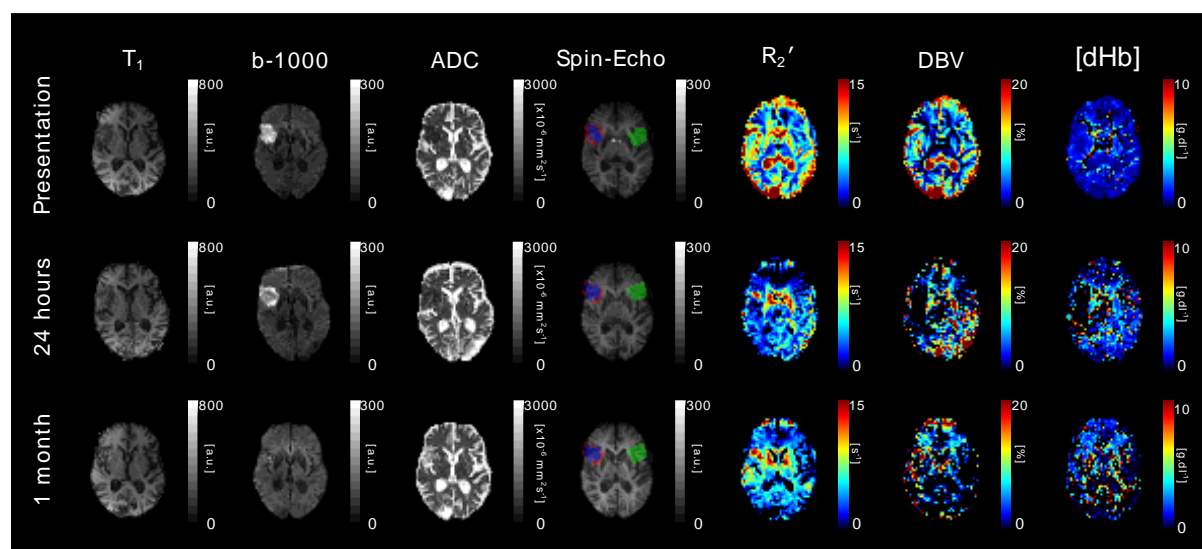 T1 b-1000 ADC Spin-Echo R2′ DBV [dHb]
Presentation
800 300 3000 300 15 20 10
[a.u.] [a.u.] [x10-6 mm2s-1] [a.u.] [s-1] [%] [g.dl-1]
0 0 0 0 0 0 0
24 hours
800 300 3000 300 15 20 10
[a.u.] [a.u] [x10-6 mm2s-1] [a.u.] [s-1] [%] [g.dl-1]
0 0 0 0 0 0 0
1 month
800 300 3000 300 15 20 10
[a.u.] [a.u.] [x10-6 mm2s-1] [a.u.] [s-1] [%] [g.dl-1]
0 0 0 0 0 0 0